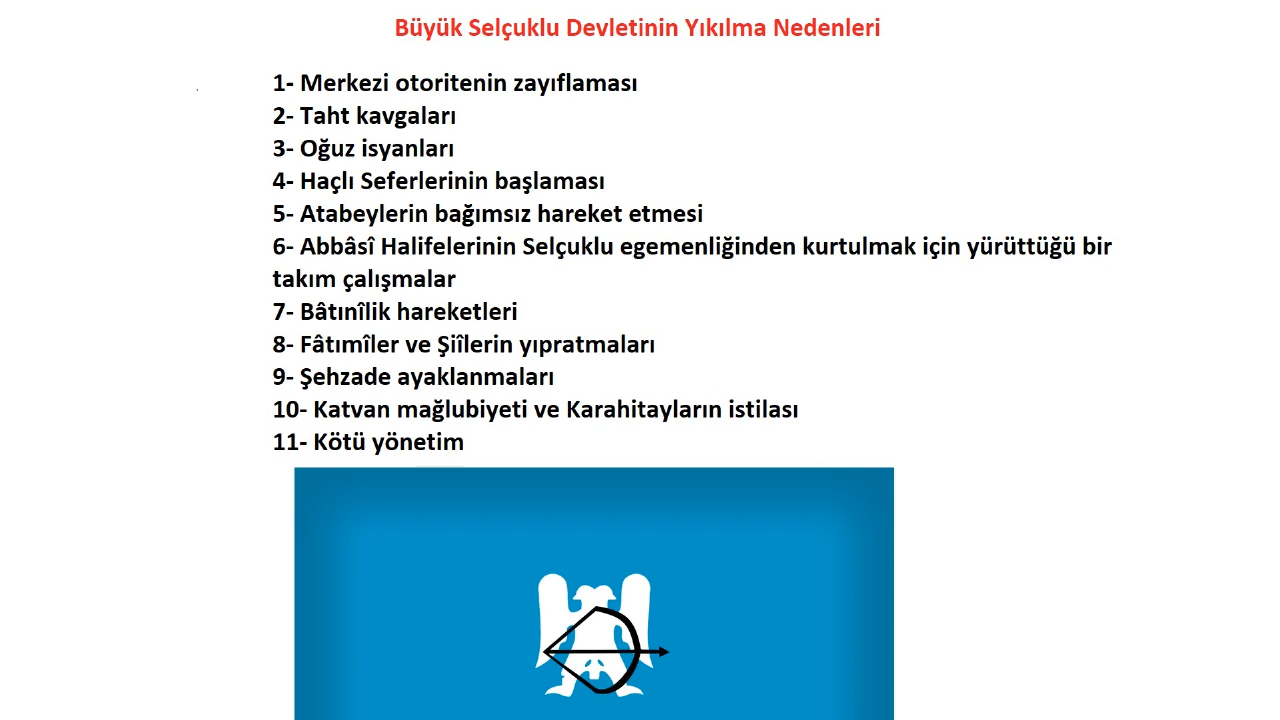 Büyük Selçuklu Devletinin Yıkılma Nedenleri
1- Merkezi otoritenin zayıflaması
2- Taht kavgaları
3- Oğuz isyanları
4- Haçlı Seferlerinin başlaması
5- Atabeylerin bağımsız hareket etmesi
6- Abbâsî Halifelerinin Selçuklu egemenliğinden kurtulmak için yürüttüğü bir
takım çalışmalar
7- Bâtınîlik hareketleri
8- Fâtımîler ve Şiîlerin yıpratmaları
9- Şehzade ayaklanmaları
10- Katvan mağlubiyeti ve Karahitayların istilası
11- Kötü yönetim